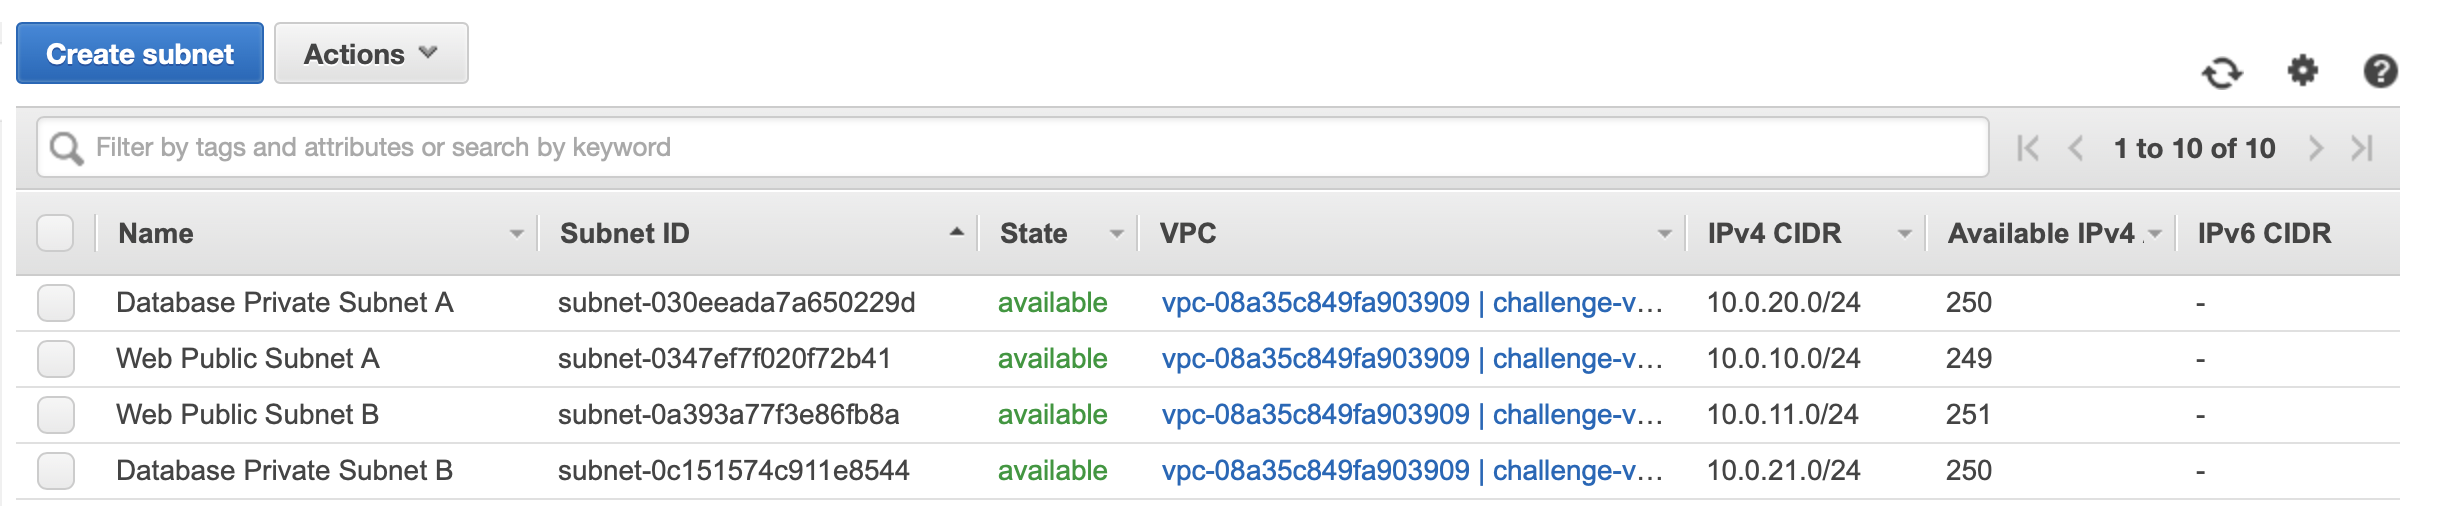 Create subnet Actions
Filter by tags and attributes or search by keyword 1 to 10 of 10
Name Subnet ID State VPC IPv4 CIDR Available IPv4 IPv6 CIDR
Database Private Subnet A subnet-030eeada7a650229d available vpc-08a35c849fa903909 | challenge-v... 10.0.20.0/24 250 -
Web Public Subnet A subnet-0347ef7f020f72b41 available vpc-08a35c849fa903909 | challenge-v... 10.0.10.0/24 249 -
Web Public Subnet B subnet-0a393a77f3e86fb8a available vpc-08a35c849fa903909 | challenge-v... 10.0.11.0/24 251 -
Database Private Subnet B subnet-0c151574c911e8544 available vpc-08a35c849fa903909 | challenge-v... 10.0.21.0/24 250 -